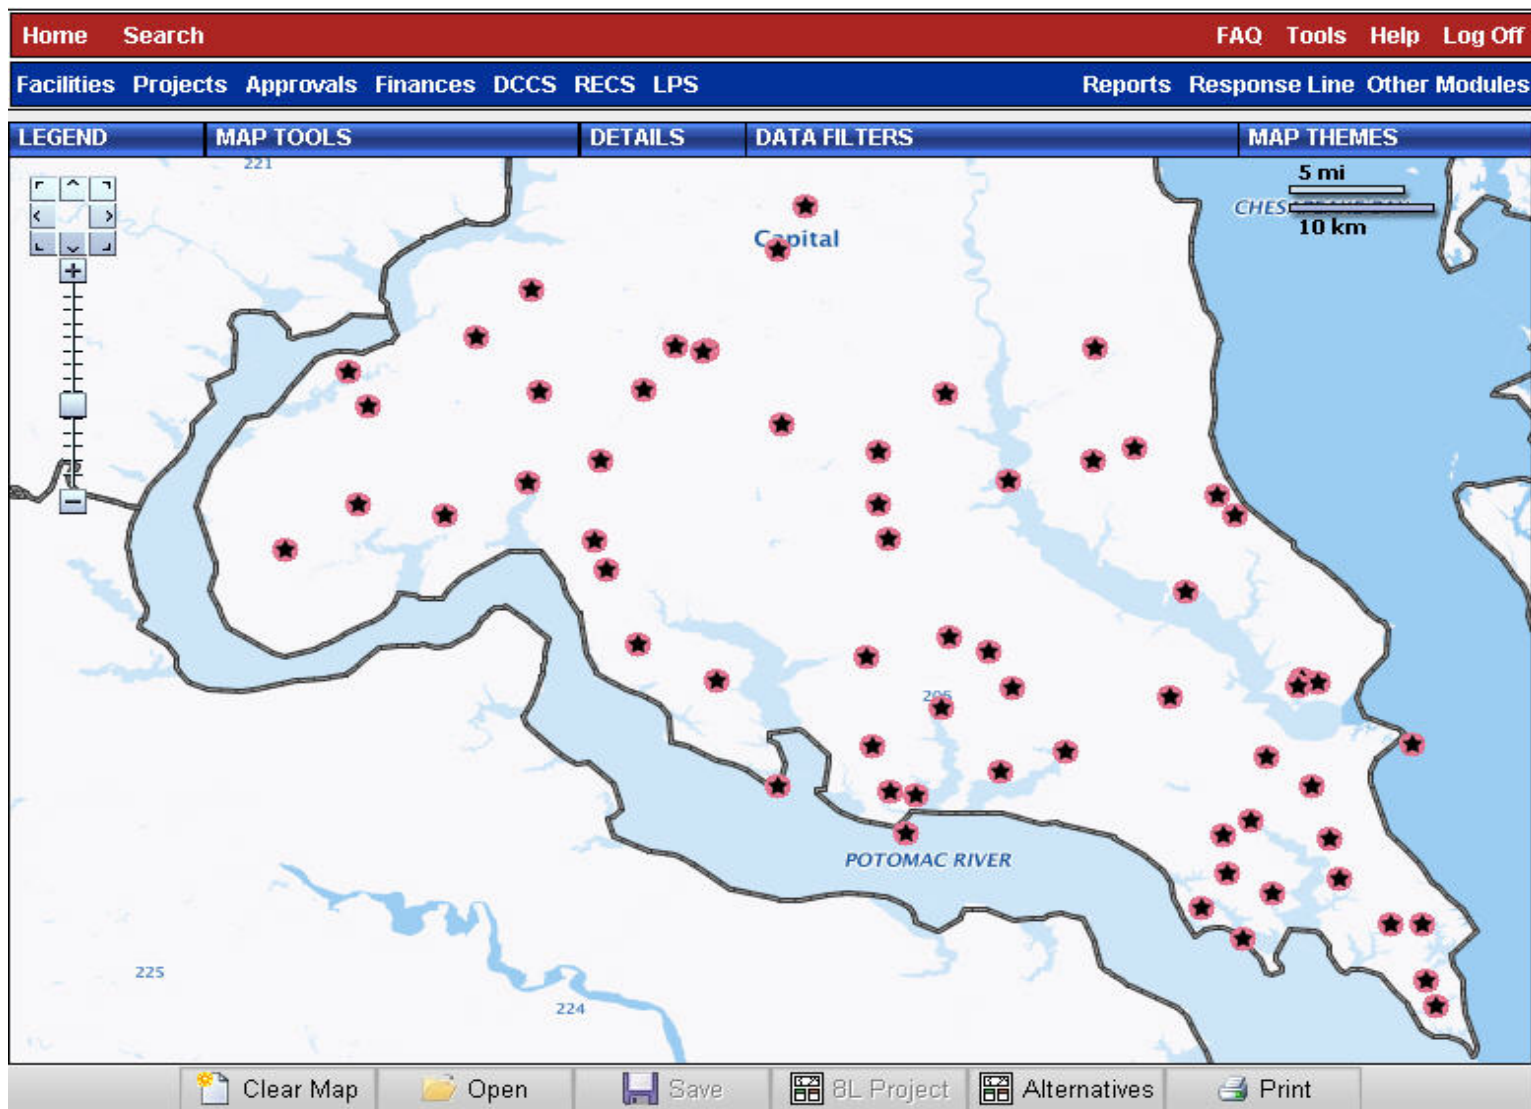 Home Search FAQ Tools Help Log Off
Facilities Projects Approvals Finances DCCS RECS LPS Reports Response Line Other Modules
LEGEND MAP TOOLS DETAILS DATA FILTERS MAP THEMES
221
5 mi
10 km
Capital
POTOMAC RIVER
225
224
Clear Map Open Save 8L Project Alternatives Print